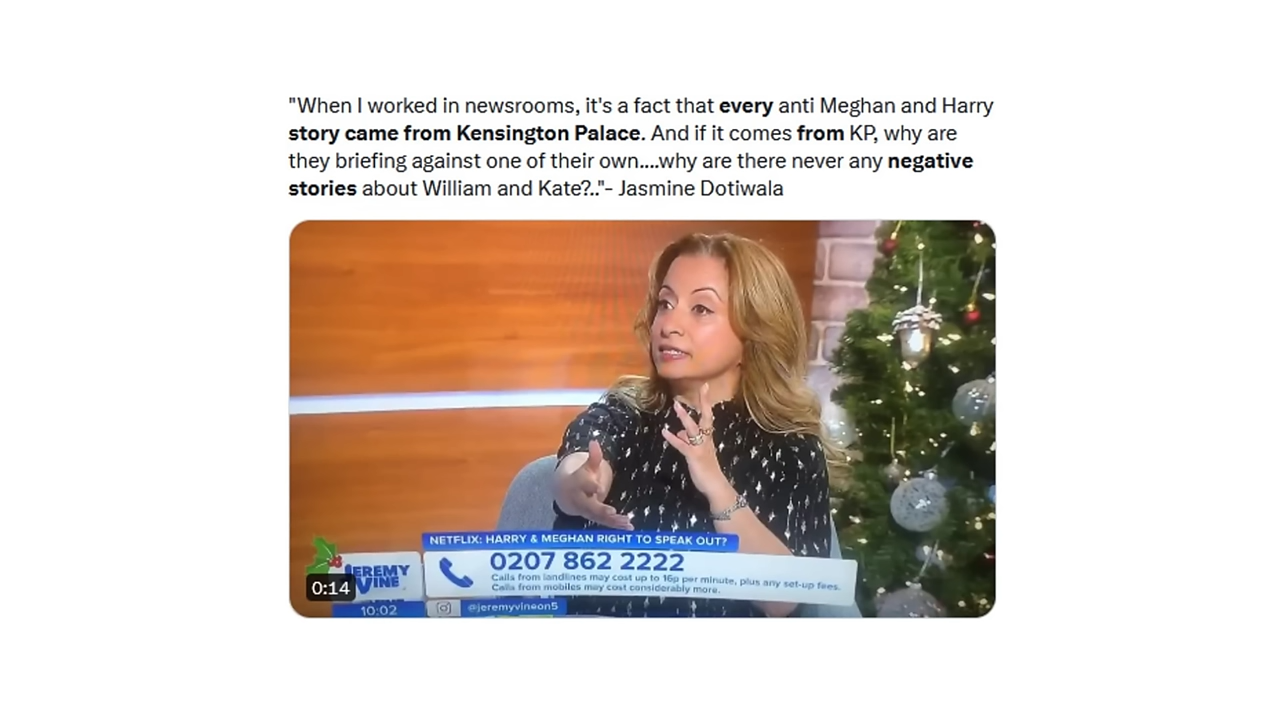 "When I worked in newsrooms, it's a fact that every anti Meghan and Harry
story came from Kensington Palace. And if it comes from KP, why are
they briefing against one of their own....why are there never any negative
stories about William and Kate?.."- Jasmine Dotiwala
NETFLIX: HARRY & MEGHAN RIGHT TO SPEAK OUT?
0207 862 2222
Calls from landlines may cost up to 16p per minute, plus any set-up fees.
Calls from mobiles may cost considerably more.
JEREMY
VINE
0:14
10:02
@jeremyvineon5